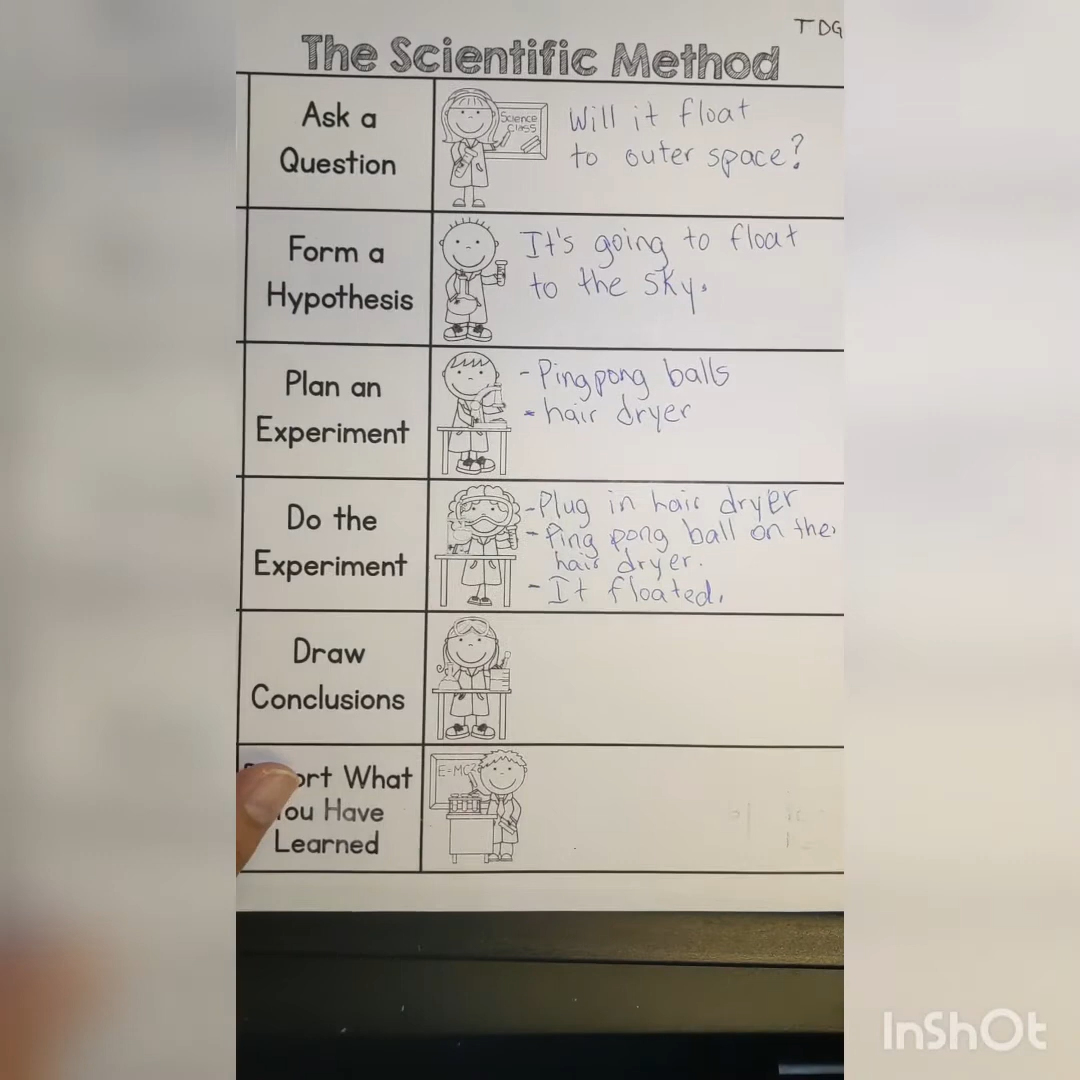 TDG
The Scientific Method
Ask a
Question
Science
Class
Will it float
to outer space?
Form a
Hypothesis
It's going to float
to the sky.
Plan an
Experiment
- Pingpong balls
- hair dryer
Do the
Experiment
- Plug in hair dryer
- Ping pong ball on the
hair dryer.
- It floated.
Draw
Conclusions
What
You Have
Learned
E=MC2
InShOt